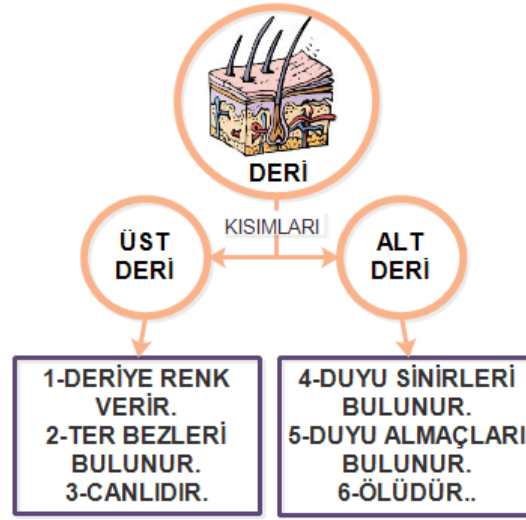 DERİ
KISIMLARI
ÜST
DERİ
ALT
DERİ
1-DERİYE RENK
VERİR.
2-TER BEZLERİ
BULUNUR.
3-CANLIDIR.
4-DUYU SİNİRLERİ
BULUNUR.
5-DUYU ALMAÇLARI
BULUNUR.
6-ÖLÜDÜR..